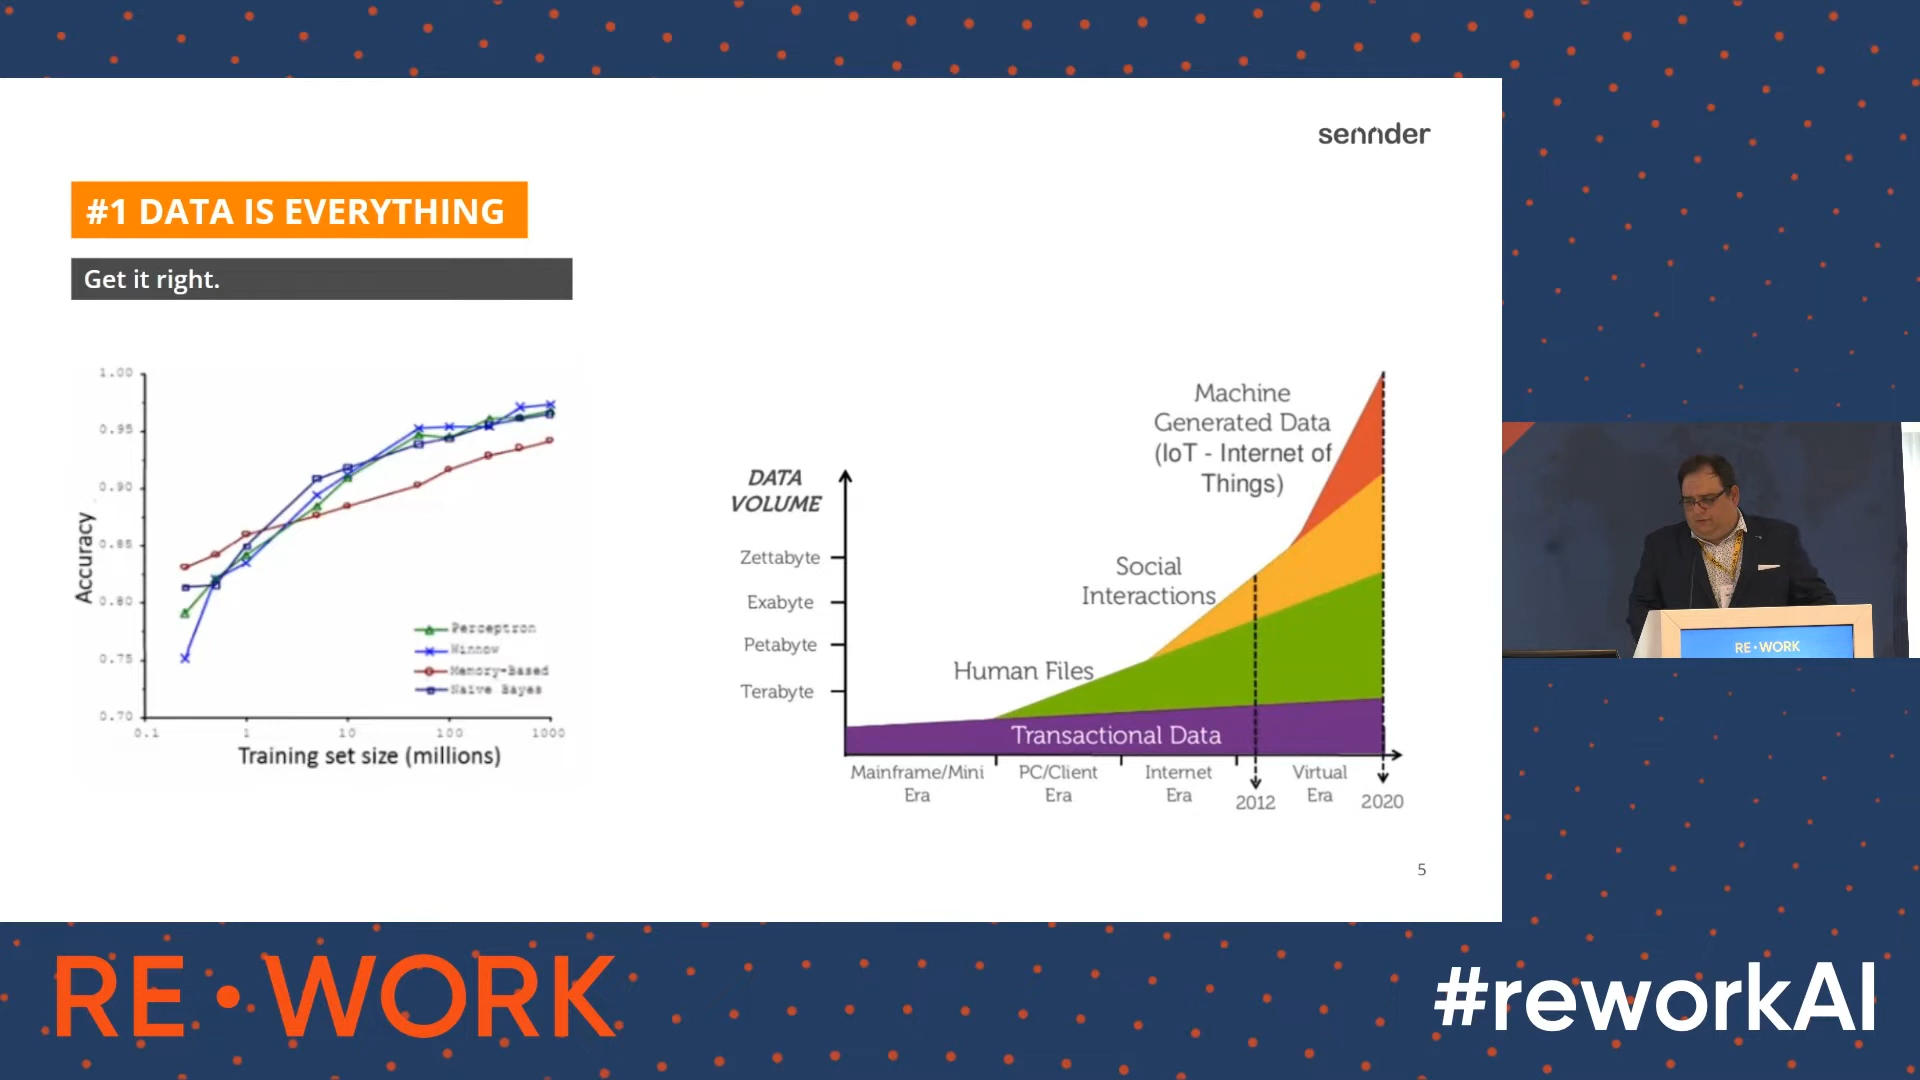 sennder
#1 DATA IS EVERYTHING
Get it right.
1.00
0.95
0.90
0.85
0.80
0.75
0.70
Accuracy
Perceptron
Winnow
Memory-Based
Naive Bayes
0.1 1 10 100 1000
Training set size (millions)
DATA
VOLUME
Zettabyte
Exabyte
Petabyte
Terabyte
Machine
Generated Data
(IoT - Internet of
Things)
Social
Interactions
Human Files
Transactional Data
Mainframe/Mini
Era
PC/Client
Era
Internet
Era
2012
Virtual
Era
2020
5
RE•WORK
RE•WORK
#reworkAI